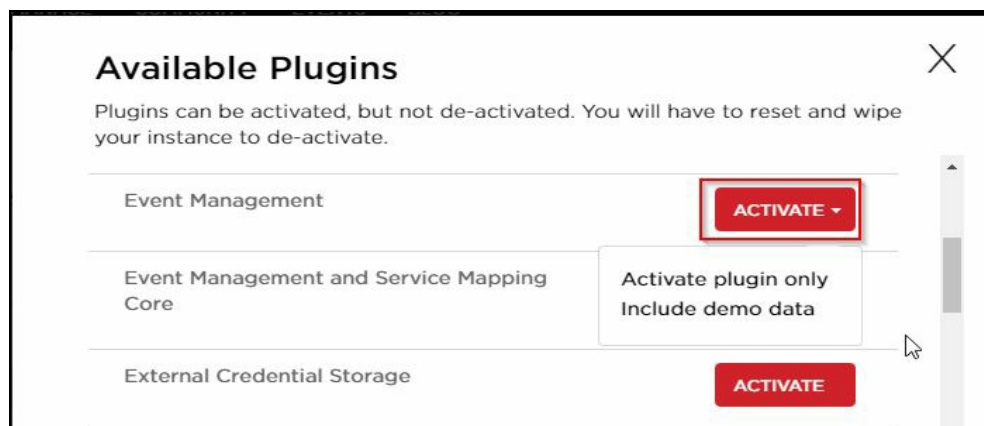 Available Plugins
Plugins can be activated, but not de-activated. You will have to reset and wipe
your instance to de-activate.
Event Management
ACTIVATE
Event Management and Service Mapping
Core
Activate plugin only
Include demo data
External Credential Storage
ACTIVATE